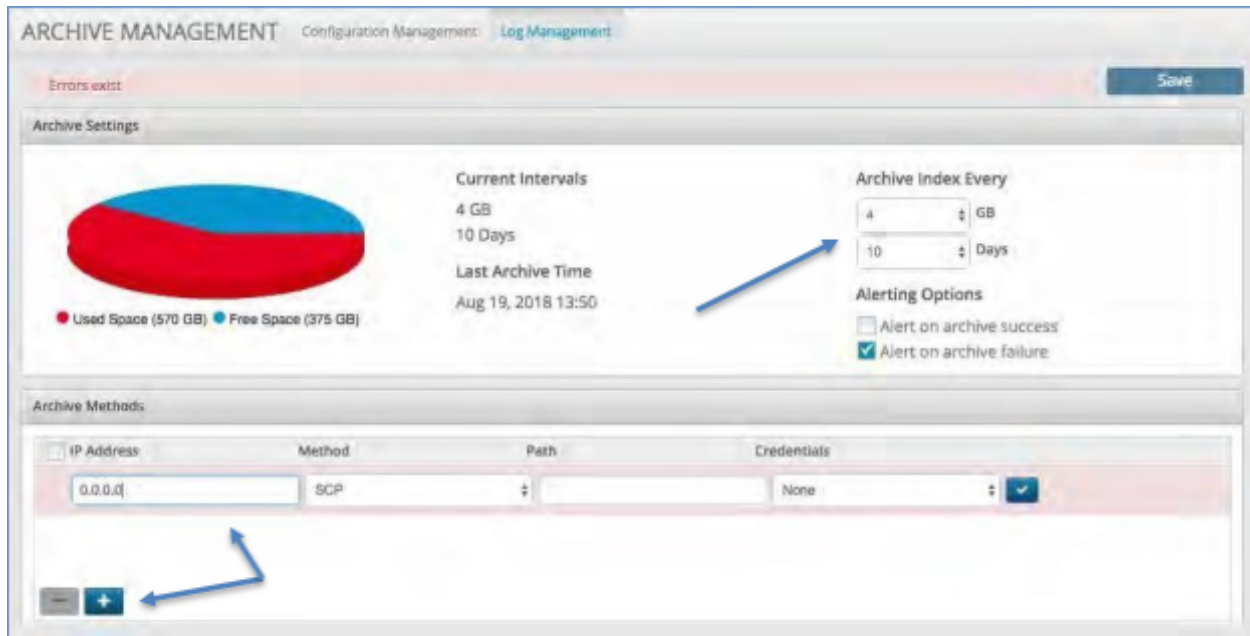 ARCHIVE MANAGEMENT Configuration Management Log Management
Errors exist Save
Archive Settings
Current Intervals
4 GB
10 Days
Last Archive Time
Aug 19, 2018 13:50
Used Space (570 GB) Free Space (375 GB)
Archive Index Every
4 GB
10 Days
Alerting Options
Alert on archive success
Alert on archive failure
Archive Methods
IP Address Method Path Credentials
0.0.0.0 SCP None